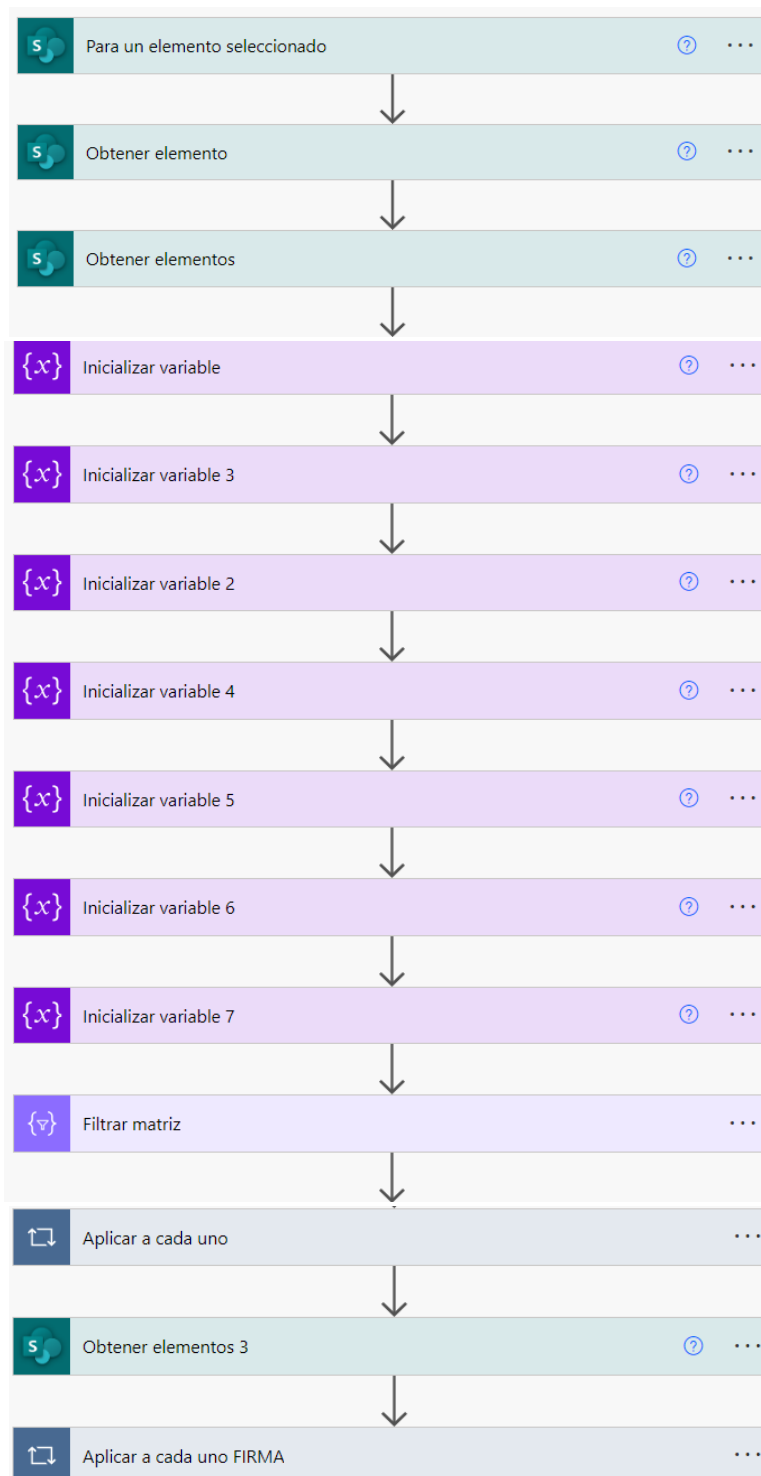 S Para un elemento seleccionado ? ...
S Obtener elemento ? ...
S Obtener elementos ? ...
{x} Inicializar variable ? ...
{x} Inicializar variable 3 ? ...
{x} Inicializar variable 2 ? ...
{x} Inicializar variable 4 ? ...
{x} Inicializar variable 5 ? ...
{x} Inicializar variable 6 ? ...
{x} Inicializar variable 7 ? ...
Filtrar matriz ...
Aplicar a cada uno ...
S Obtener elementos 3 ? ...
Aplicar a cada uno FIRMA ...